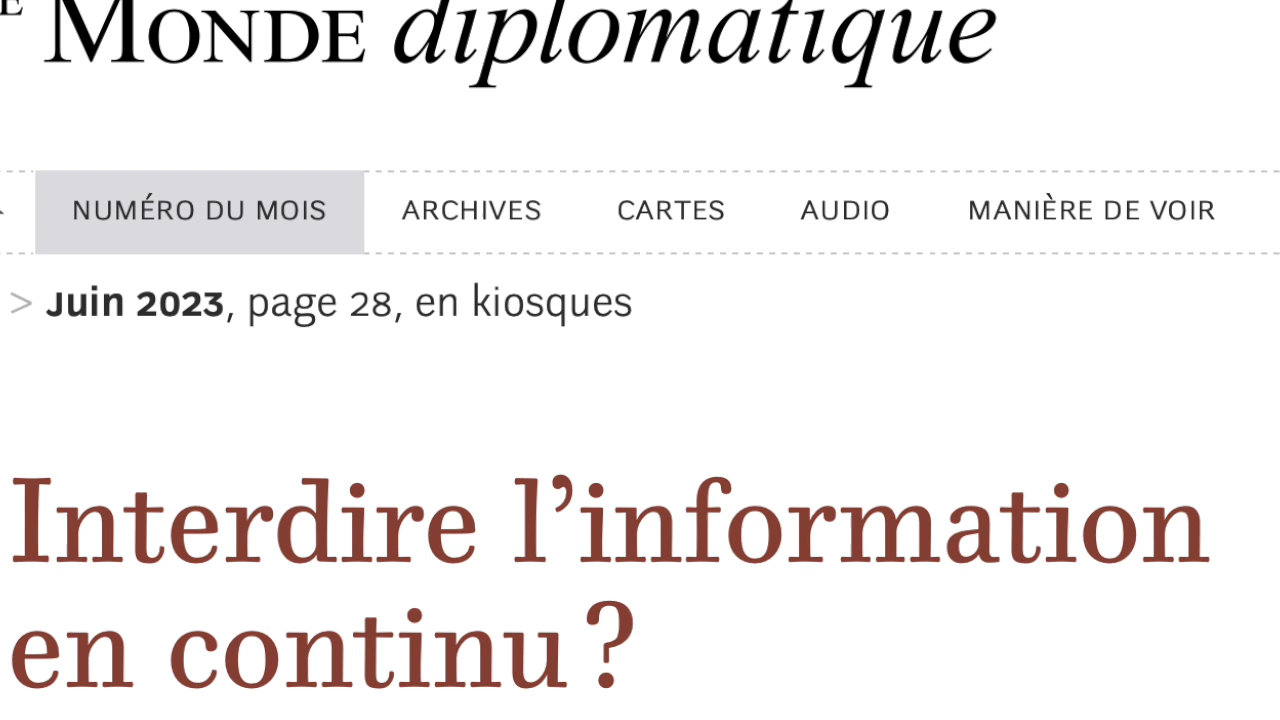 Monde diplomatique
NUMÉRO DU MOIS ARCHIVES CARTES AUDIO MANIÈRE DE VOIR
> Juin 2023, page 28, en kiosques
Interdire l’information
en continu ?